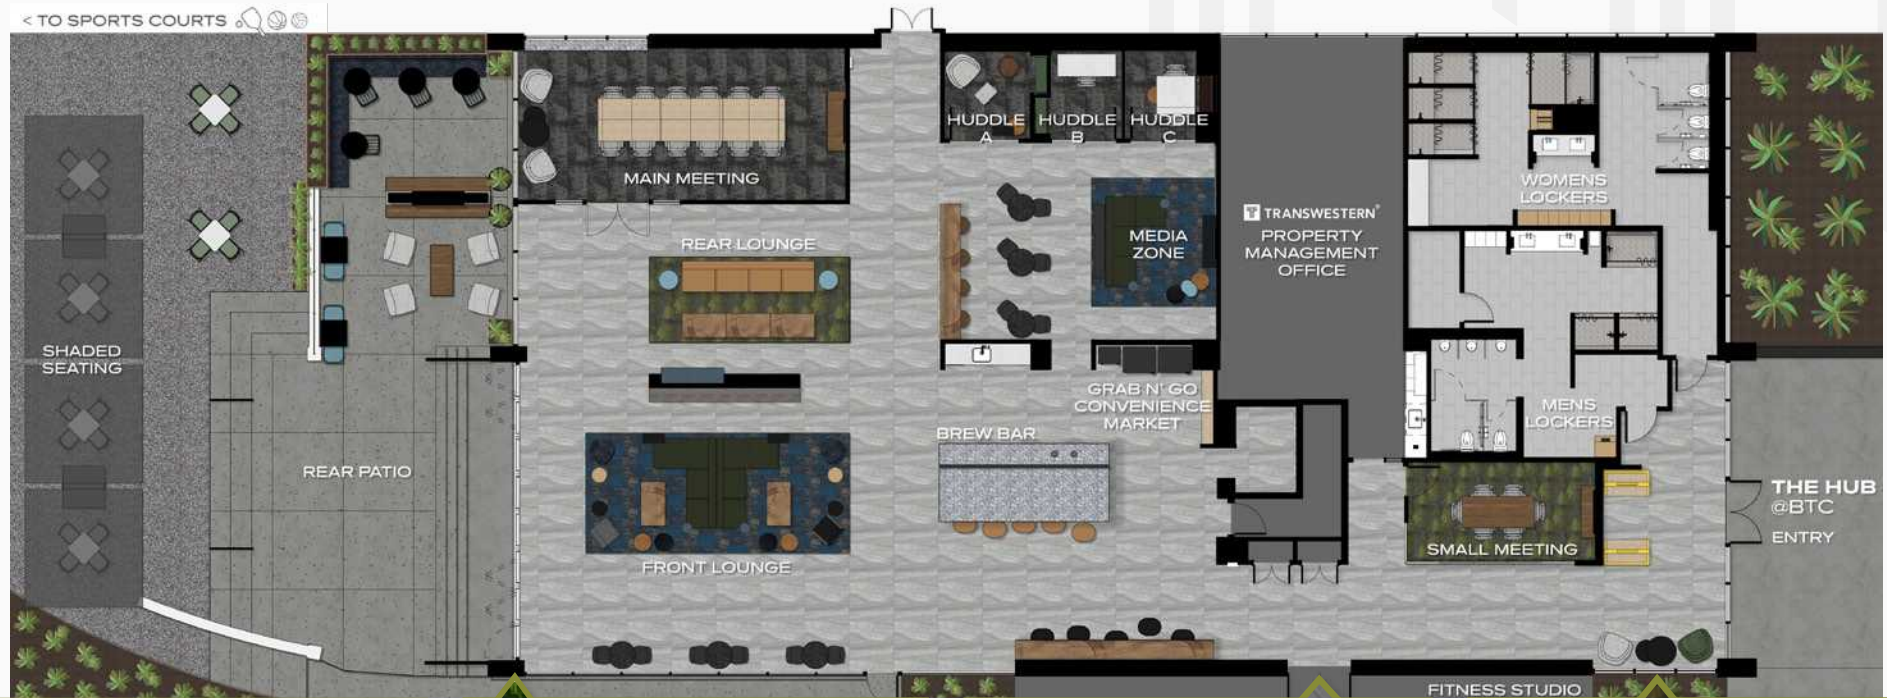 < TO SPORTS COURTS
HUDDLE
A
HUDDLE
B
HUDDLE
C
MAIN MEETING
WOMENS
LOCKERS
TRANSWESTERN®
PROPERTY
MANAGEMENT
OFFICE
MEDIA
ZONE
REAR LOUNGE
SHADED
SEATING
GRAB N' GO
CONVENIENCE
MARKET
MENS
LOCKERS
BREW BAR
REAR PATIO
THE HUB
@BTC
ENTRY
SMALL MEETING
FRONT LOUNGE
FITNESS STUDIO